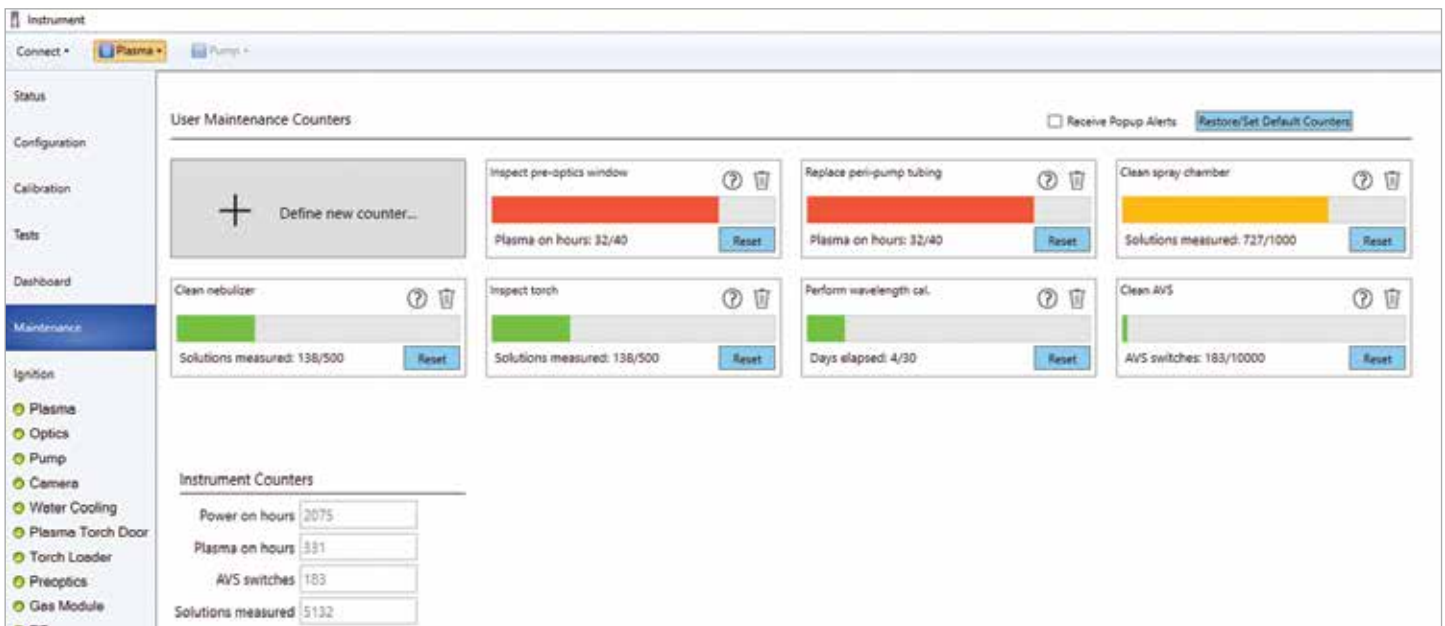 Instrument
Connect Plasma Pump
Status
Configuration
Calibration
Tests
Dashboard
Maintenance
Ignition
Plasma
Optics
Pump
Camera
Water Cooling
Plasma Torch Door
Torch Loader
Preoptics
Gas Module
User Maintenance Counters
Receive Popup Alerts Restore/Set Default Counters
Define new counter...
Inspect pre-optics window
Plasma on hours: 32/40 Reset
Replace peri-pump tubing
Plasma on hours: 32/40 Reset
Clean spray chamber
Solutions measured: 727/1000 Reset
Clean nebulizer
Solutions measured: 138/500 Reset
Inspect torch
Solutions measured: 138/500 Reset
Perform wavelength cal.
Days elapsed: 4/30 Reset
Clean AVS
AVS switches: 183/10000 Reset
Instrument Counters
Power on hours 2075
Plasma on hours 331
AVS switches 183
Solutions measured 5132